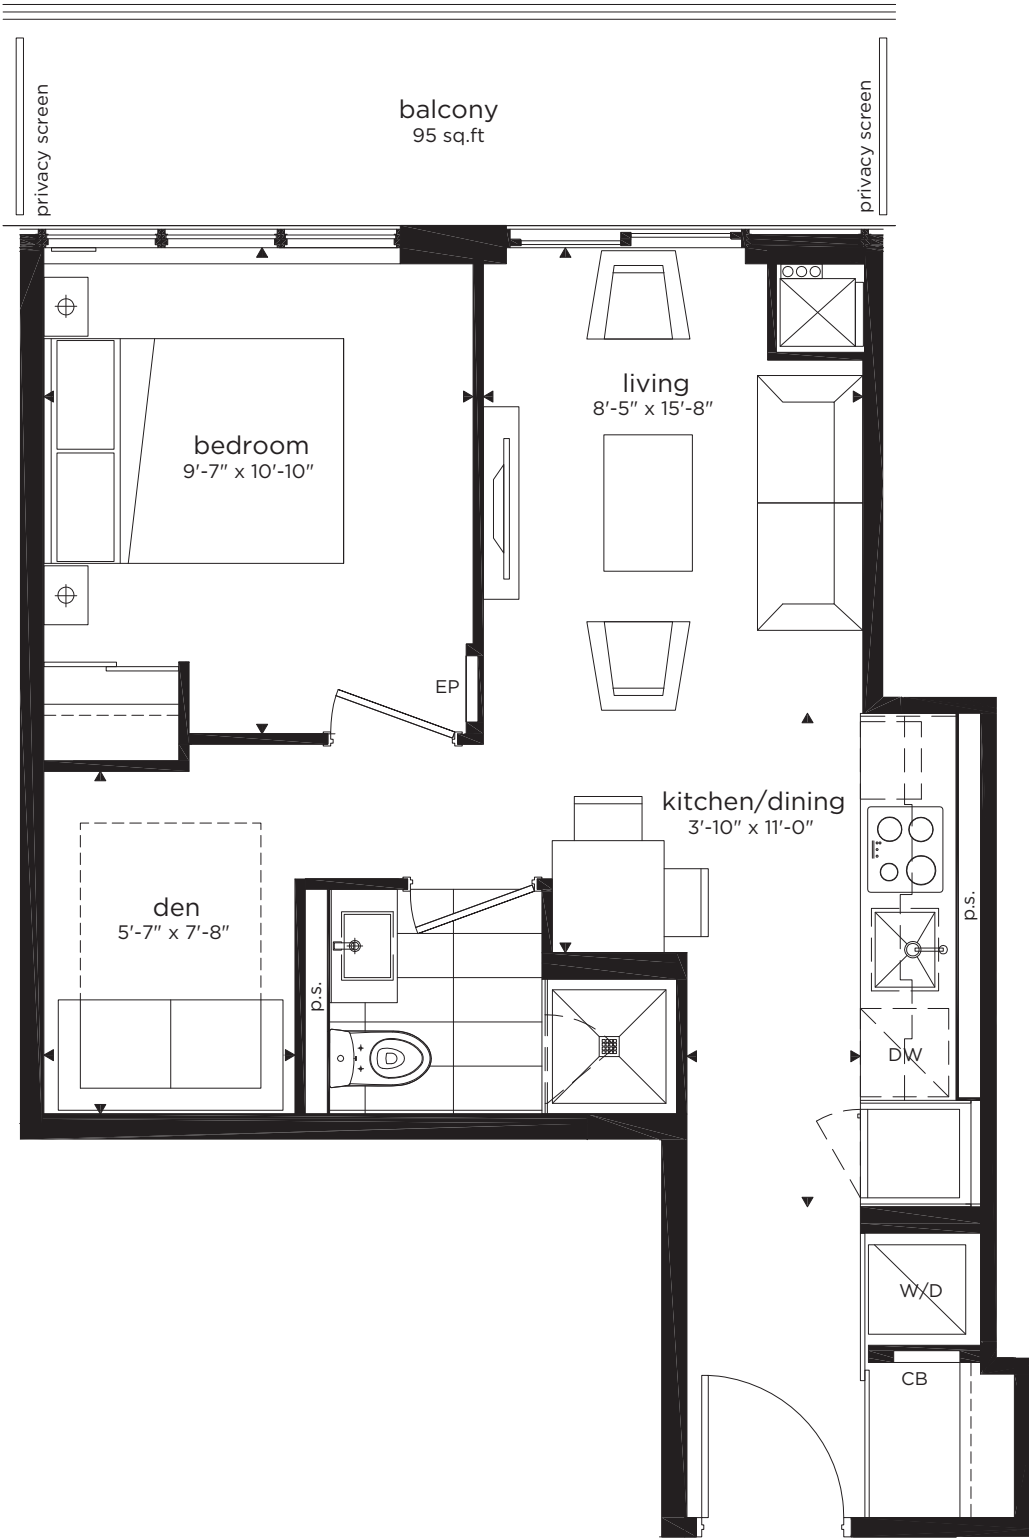 privacy screen
balcony
95 sq.ft
privacy screen
living
8'-5" x 15'-8"
bedroom
9'-7" x 10'-10"
EP
kitchen/dining
3'-10" x 11'-0"
den
5'-7" x 7'-8"
p.s.
p.s.
DW
W/D
CB